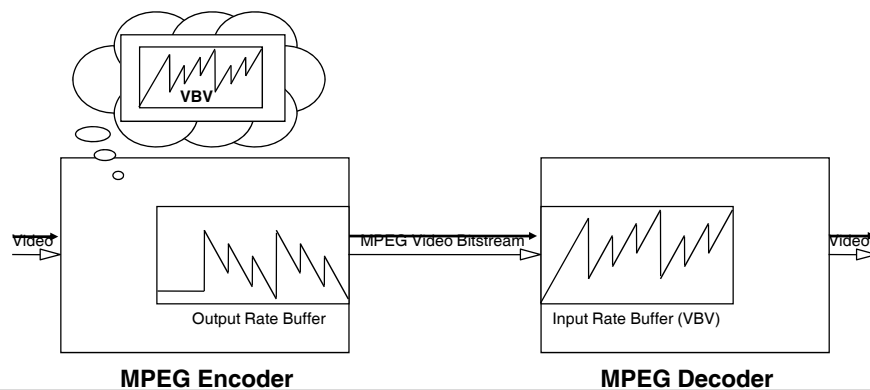 VBV
Video
MPEG Video Bitstream
Video
Output Rate Buffer
Input Rate Buffer (VBV)
MPEG Encoder
MPEG Decoder